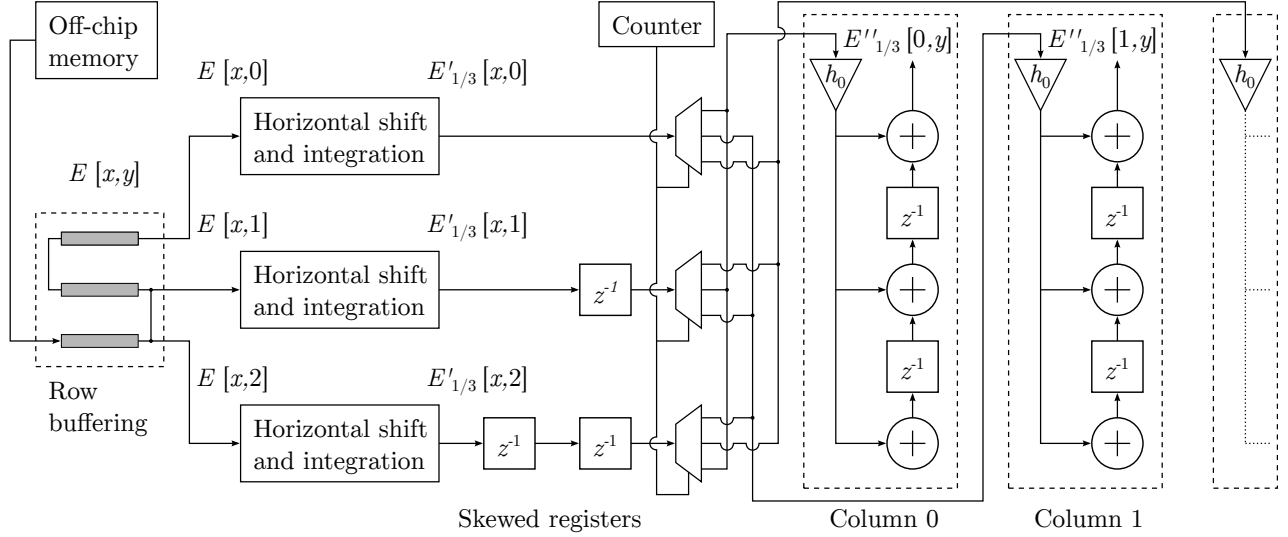 Off-chip
memory
Counter
E [x,0]
E'1/3 [x,0]
E''1/3 [0,y]
E''1/3 [1,y]
h0
h0
h0
Horizontal shift
and integration
+
+
E [x,y]
z-1
z-1
E [x,1]
E'1/3 [x,1]
Horizontal shift
and integration
z-1
+
+
z-1
z-1
E [x,2]
E'1/3 [x,2]
Row
buffering
Horizontal shift
and integration
z-1
z-1
+
+
Skewed registers
Column 0
Column 1